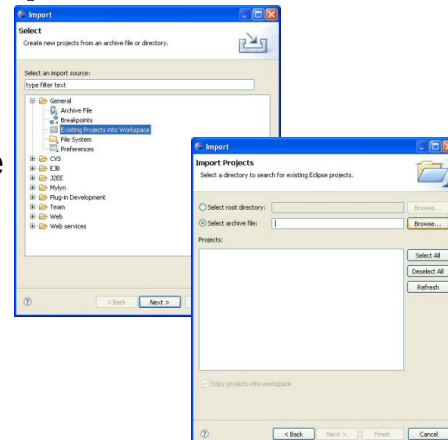 Import
Select
Create new projects from an archive file or directory.
Select an import source:
type filter text
General
Archive File
Breakpoints
Existing Projects into Workspace
File System
Preferences
CVS
EJB
J2EE
Mylyn
Plug-in Development
Team
Web
Web services
< Back
Next >
e
Import
Import Projects
Select a directory to search for existing Eclipse projects.
Select root directory:
Browse...
Select archive file:
Browse...
Projects:
Select All
Deselect All
Refresh
Copy projects into workspace
< Back
Next >
Finish
Cancel